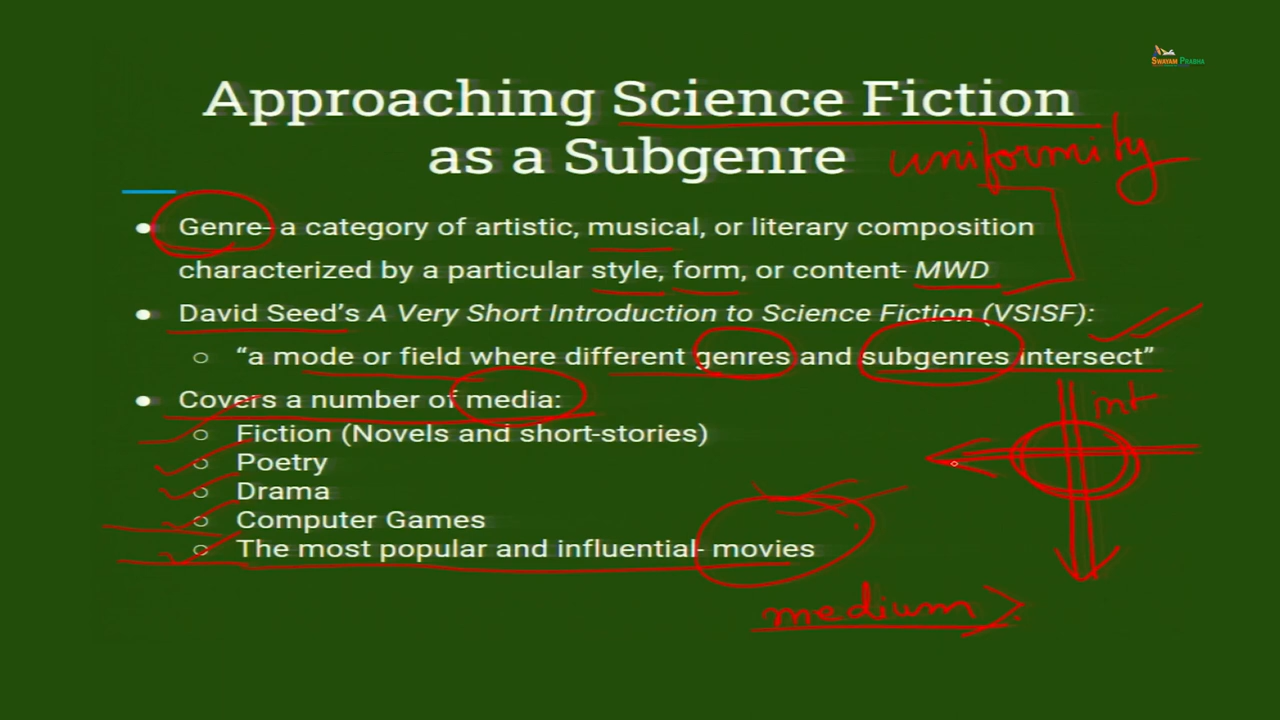 SWAYAM PRABHA
Approaching Science Fiction
as a Subgenre
uniformity
● Genre- a category of artistic, musical, or literary composition
characterized by a particular style, form, or content- MWD
● David Seed's A Very Short Introduction to Science Fiction (VSISF):
○ “a mode or field where different genres and subgenres intersect”
● Covers a number of media:
int
○ Fiction (Novels and short-stories)
○ Poetry
○ Drama
○ Computer Games
○ The most popular and influential- movies
medium